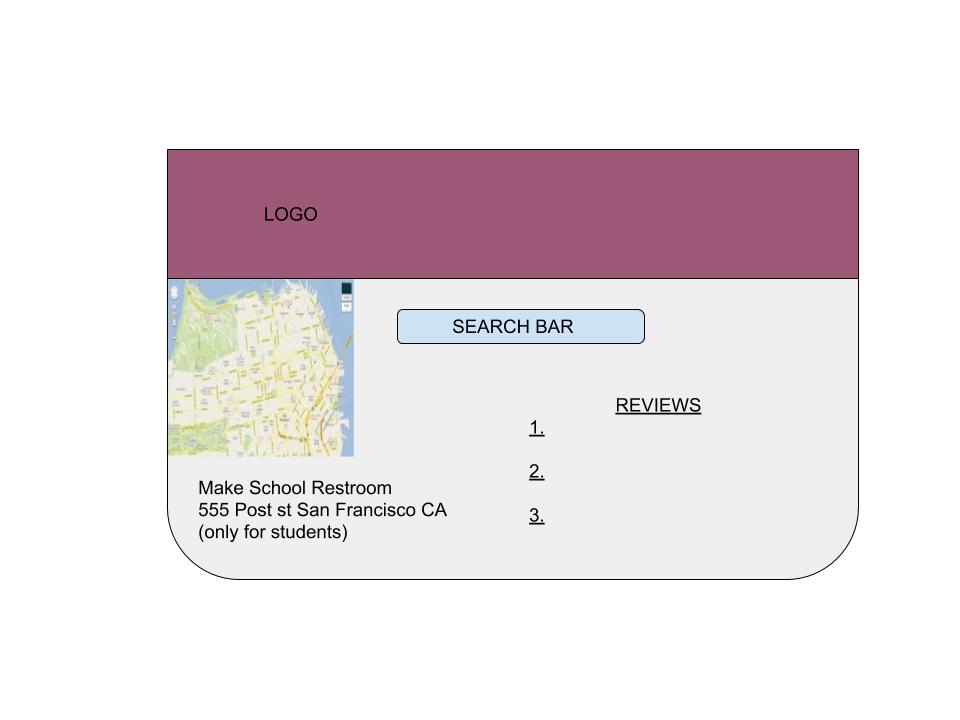 LOGO
SEARCH BAR
REVIEWS
1.
2.
3.
Make School Restroom
555 Post st San Francisco CA
(only for students)